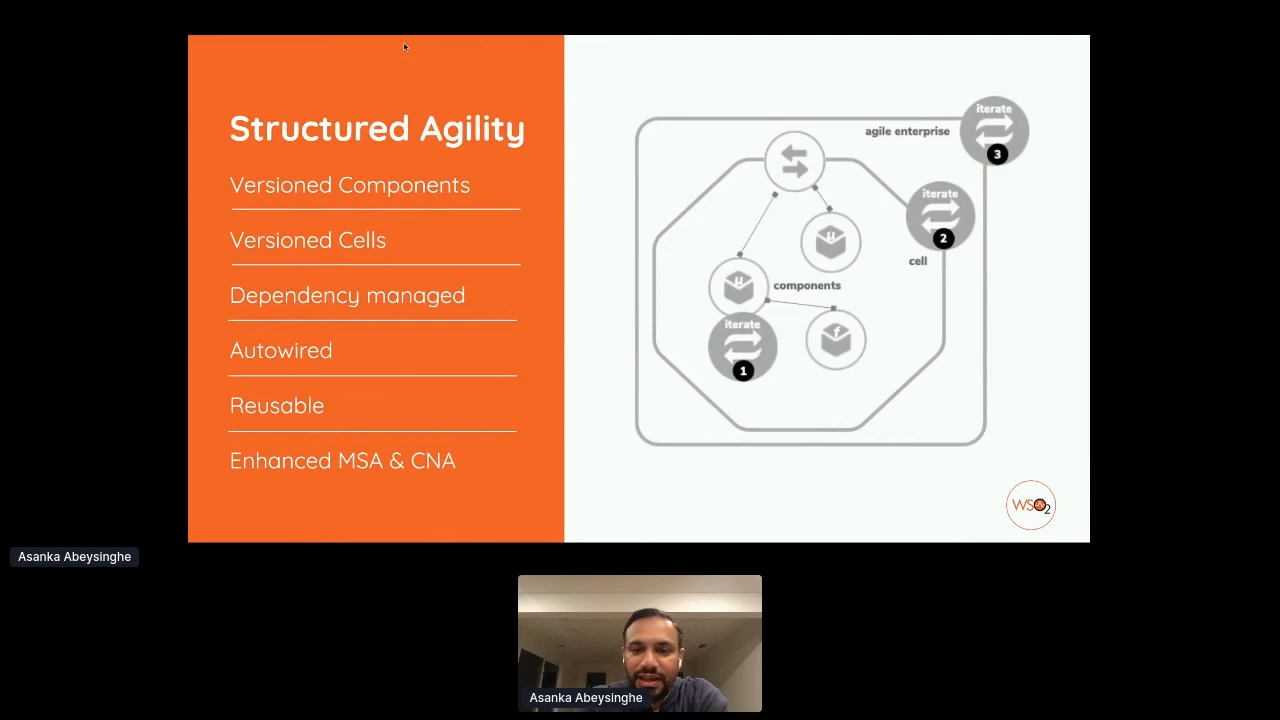 Structured Agility
Versioned Components
Versioned Cells
Dependency managed
Autowired
Reusable
Enhanced MSA & CNA
iterate
agile enterprise
3
iterate
2
cell
μ
μ
components
iterate
f
1
WSO2
Asanka Abeysinghe
Asanka Abeysinghe